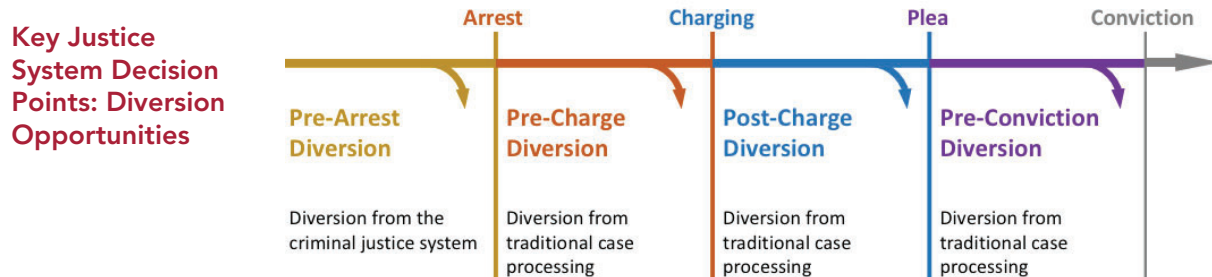 Key Justice
System Decision
Points: Diversion
Opportunities
Arrest
Charging
Plea
Conviction
Pre-Arrest
Diversion
Pre-Charge
Diversion
Post-Charge
Diversion
Pre-Conviction
Diversion
Diversion from the
criminal justice system
Diversion from
traditional case
processing
Diversion from
traditional case
processing
Diversion from
traditional case
processing